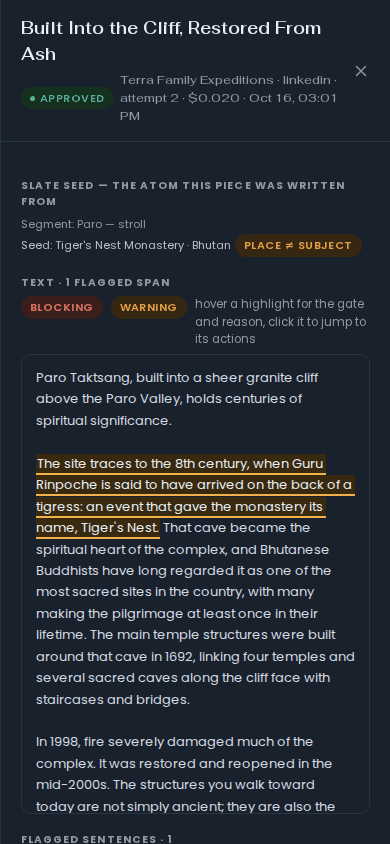 Built Into the Cliff, Restored From
Ash
APPROVED
Terra Family Expeditions · linkedin ·
attempt 2 · $0.020 · Oct 16, 03:01
PM
SLATE SEED — THE ATOM THIS PIECE WAS WRITTEN
FROM
Segment: Paro — stroll
Seed: Tiger's Nest Monastery · Bhutan PLACE ≠ SUBJECT
TEXT · 1 FLAGGED SPAN
BLOCKING WARNING
hover a highlight for the gate
and reason, click it to jump to
its actions
Paro Taktsang, built into a sheer granite cliff
above the Paro Valley, holds centuries of
spiritual significance.
The site traces to the 8th century, when Guru
Rinpoche is said to have arrived on the back of a
tigress: an event that gave the monastery its
name, Tiger's Nest. That cave became the
spiritual heart of the complex, and Bhutanese
Buddhists have long regarded it as one of the
most sacred sites in the country, with many
making the pilgrimage at least once in their
lifetime. The main temple structures were built
around that cave in 1692, linking four temples and
several sacred caves along the cliff face with
staircases and bridges.
In 1998, fire severely damaged much of the
complex. It was restored and reopened in the
mid-2000s. The structures you walk toward
today are not simply ancient; they are also the
FLAGGED SENTENCES · 1